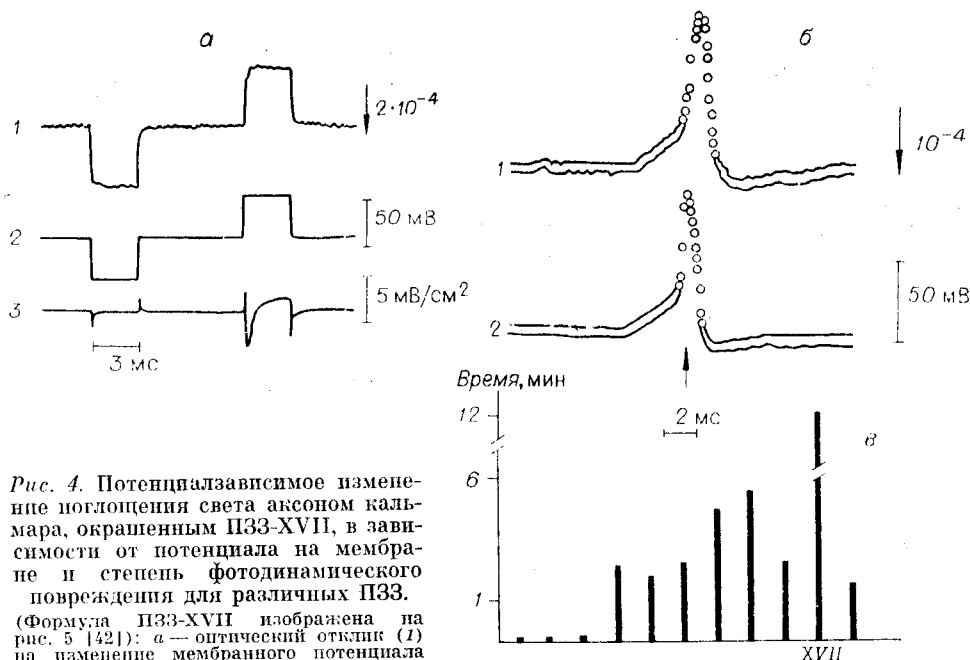 а
б
1
2·10⁻⁴
1
10⁻⁴
2
50 мВ
3
5 мВ/см²
3 мс
2
50 мВ
2 мс
Время, мин
12
6
1
в
XVII
Рис. 4. Потенциалзависимое измене-
ние поглощения света аксоном каль-
мара, окрашенным ПЗЗ-XVII, в зави-
симости от потенциала на мембра-
не и степень фотодинамического
повреждения для различных ПЗЗ.
(Формула ПЗЗ-XVII изображена на
рис. 5 [42]): а — оптический отклик (1)
на изменение мембранного потенциала